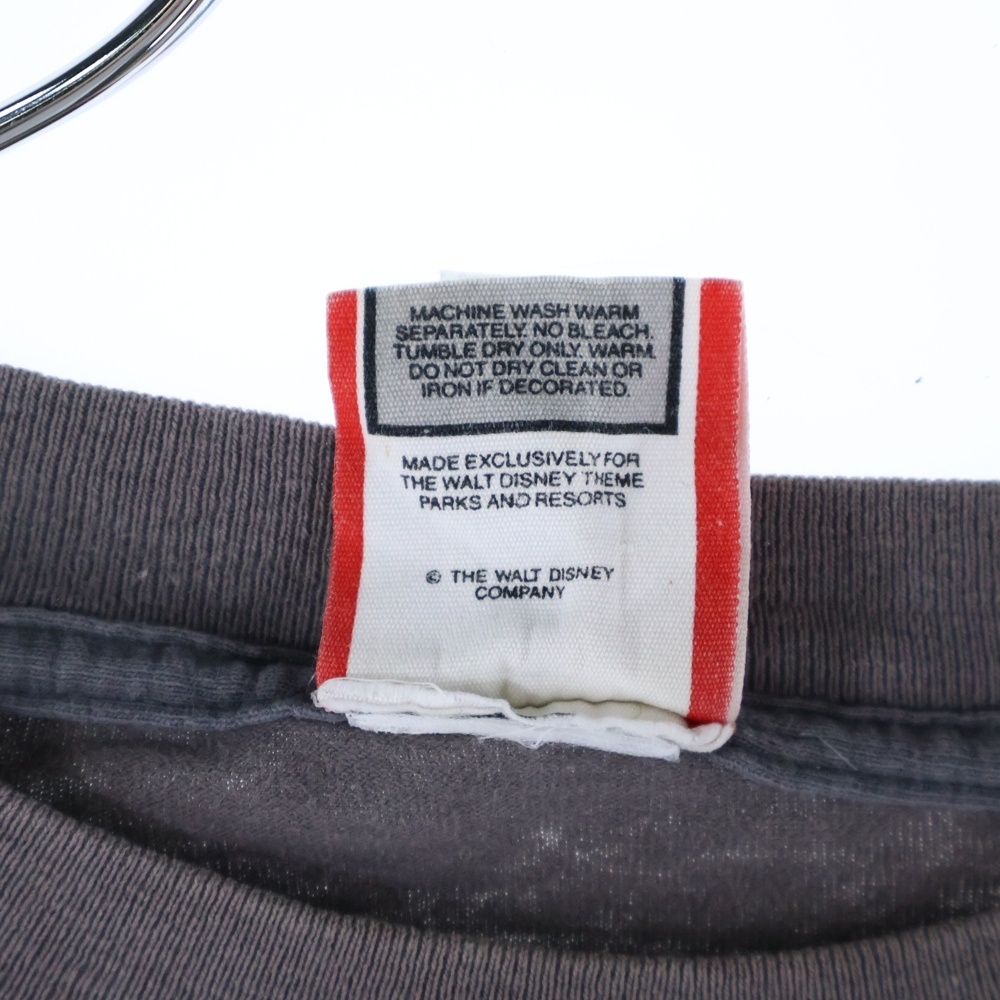 MACHINE WASH WARM
SEPARATELY. NO BLEACH.
TUMBLE DRY ONLY. WARM.
DO NOT DRY CLEAN OR
IRON IF DECORATED.
MADE EXCLUSIVELY FOR
THE WALT DISNEY THEME
PARKS AND RESORTS
© THE WALT DISNEY
COMPANY